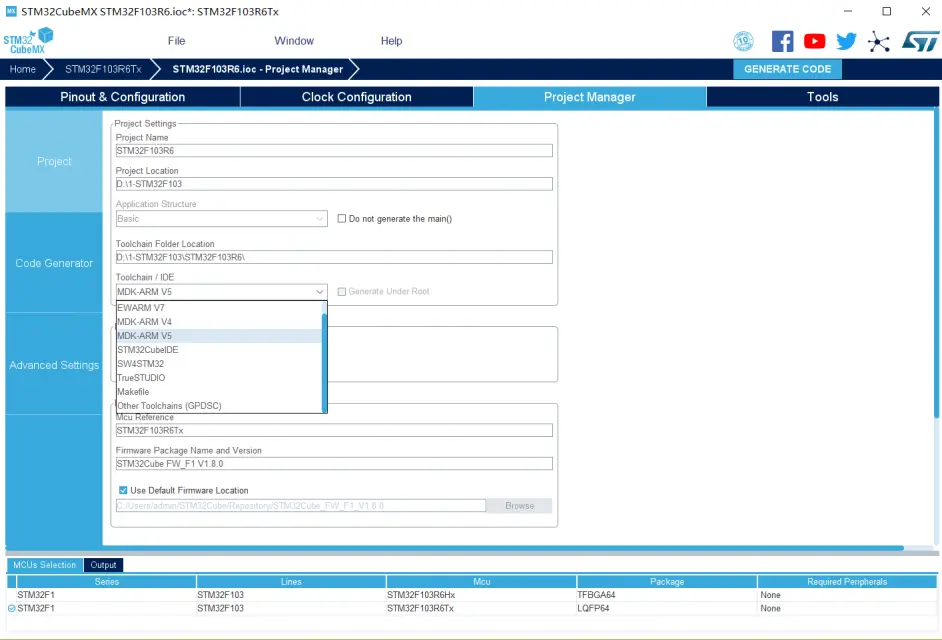 MX STM32CubeMX STM32F103R6.ioc*: STM32F103R6Tx
STM32
CubeMX
File Window Help
10
ST
Home STM32F103R6Tx STM32F103R6.ioc - Project Manager GENERATE CODE
Pinout & Configuration Clock Configuration Project Manager Tools
Project
Code Generator
Advanced Settings
Project Settings
Project Name
STM32F103R6
Project Location
D:\1-STM32F103
Application Structure
Basic Do not generate the main()
Toolchain Folder Location
D:\1-STM32F103\STM32F103R6\
Toolchain / IDE
MDK-ARM V5 Generate Under Root
EWARM V7
MDK-ARM V4
MDK-ARM V5
STM32CubeIDE
SW4STM32
TrueSTUDIO
Makefile
Other Toolchains (GPDSC)
Mcu Reference
STM32F103R6Tx
Firmware Package Name and Version
STM32Cube FW_F1 V1.8.0
Use Default Firmware Location
C:/Users/admin/STM32Cube/Repository/STM32Cube_FW_F1_V1.8.0 Browse
MCUs Selection Output
Series Lines Mcu Package Required Peripherals
STM32F1 STM32F103 STM32F103R6Hx TFBGA64 None
STM32F1 STM32F103 STM32F103R6Tx LQFP64 None